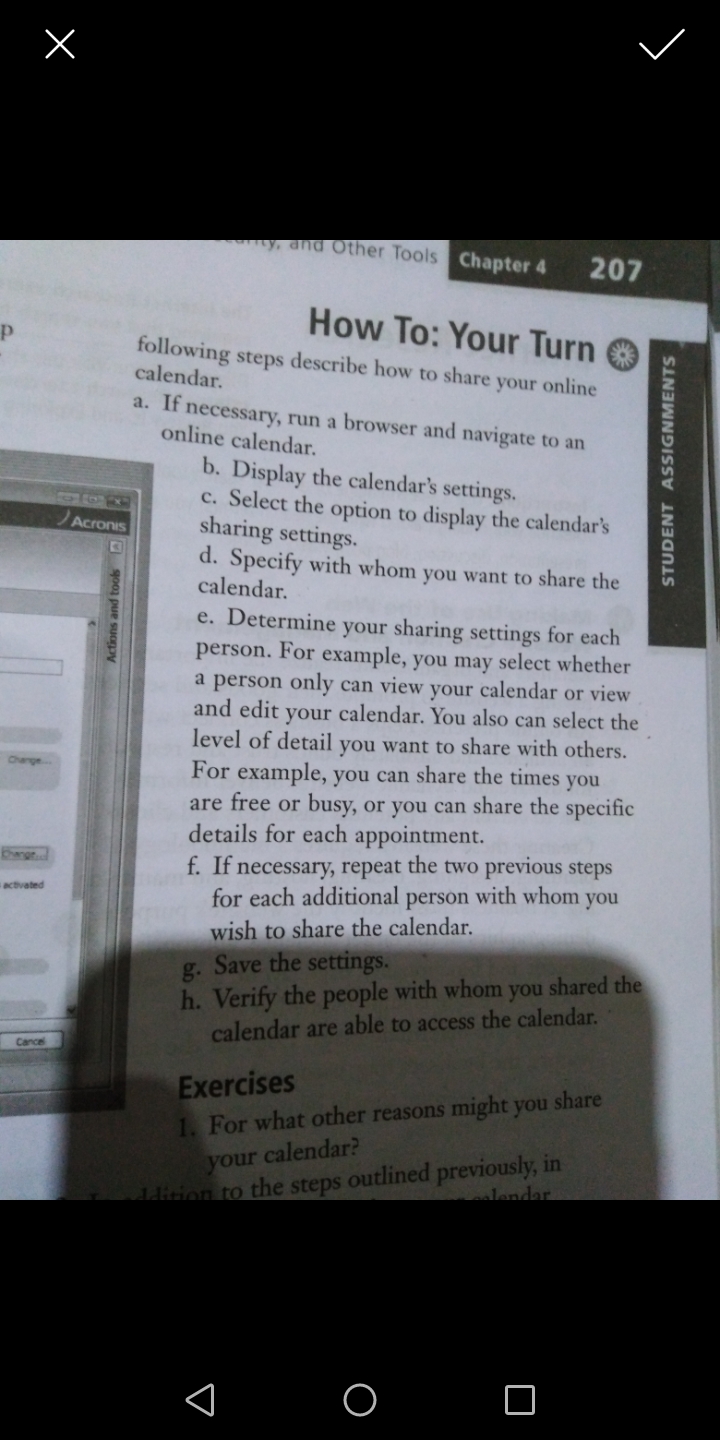 and Other Tools Chapter 4 207
How To: Your Turn
p
following steps describe how to share your online
calendar.
a. If necessary, run a browser and navigate to an
online calendar.
b. Display the calendar's settings.
c. Select the option to display the calendar's
sharing settings.
d. Specify with whom you want to share the
calendar.
e. Determine your sharing settings for each
person. For example, you may select whether
a person only can view your calendar or view
and edit your calendar. You also can select the
level of detail you want to share with others.
For example, you can share the times you
are free or busy, or you can share the specific
details for each appointment.
f. If necessary, repeat the two previous steps
for each additional person with whom you
wish to share the calendar.
g. Save the settings.
h. Verify the people with whom you shared the
calendar are able to access the calendar.
Exercises
1. For what other reasons might you share
your calendar?
to the steps outlined previously, in
calendar
STUDENT ASSIGNMENTS
Acronis
Actions and tools
Change...
Change...
activated
Cancel